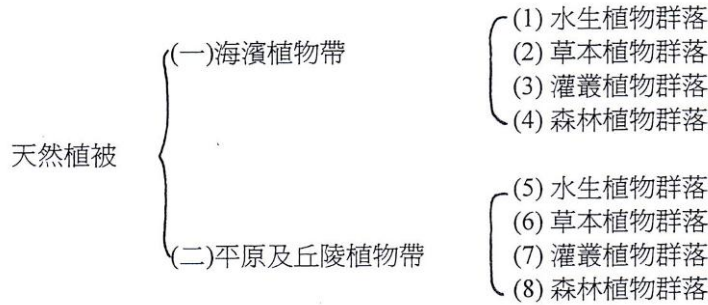 天然植被
(一)海濱植物帶
(1) 水生植物群落
(2) 草本植物群落
(3) 灌叢植物群落
(4) 森林植物群落
(二)平原及丘陵植物帶
(5) 水生植物群落
(6) 草本植物群落
(7) 灌叢植物群落
(8) 森林植物群落